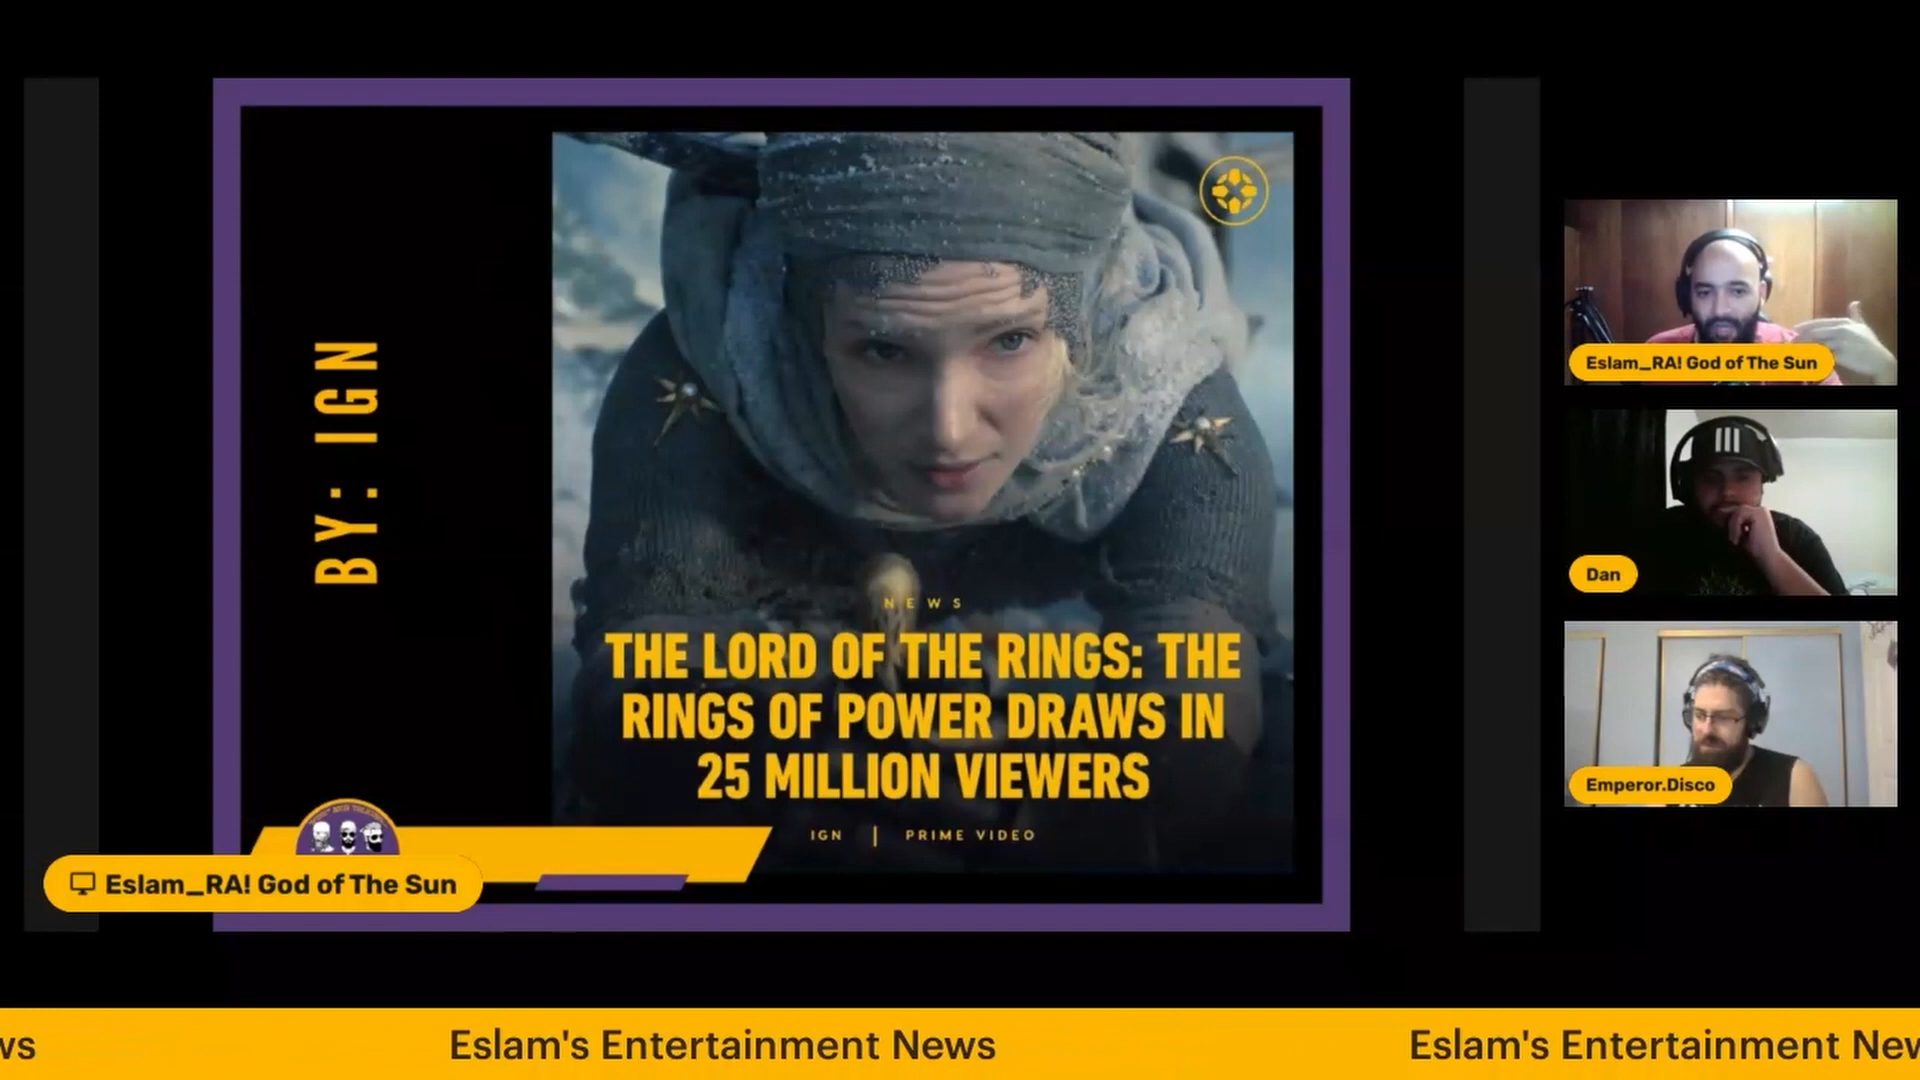 BY: IGN
NEWS
THE LORD OF THE RINGS: THE
RINGS OF POWER DRAWS IN
25 MILLION VIEWERS
IGN | PRIME VIDEO
Eslam_RA! God of The Sun
Eslam_RA! God of The Sun
Dan
Emperor.Disco
ws
Eslam's Entertainment News
Eslam's Entertainment New